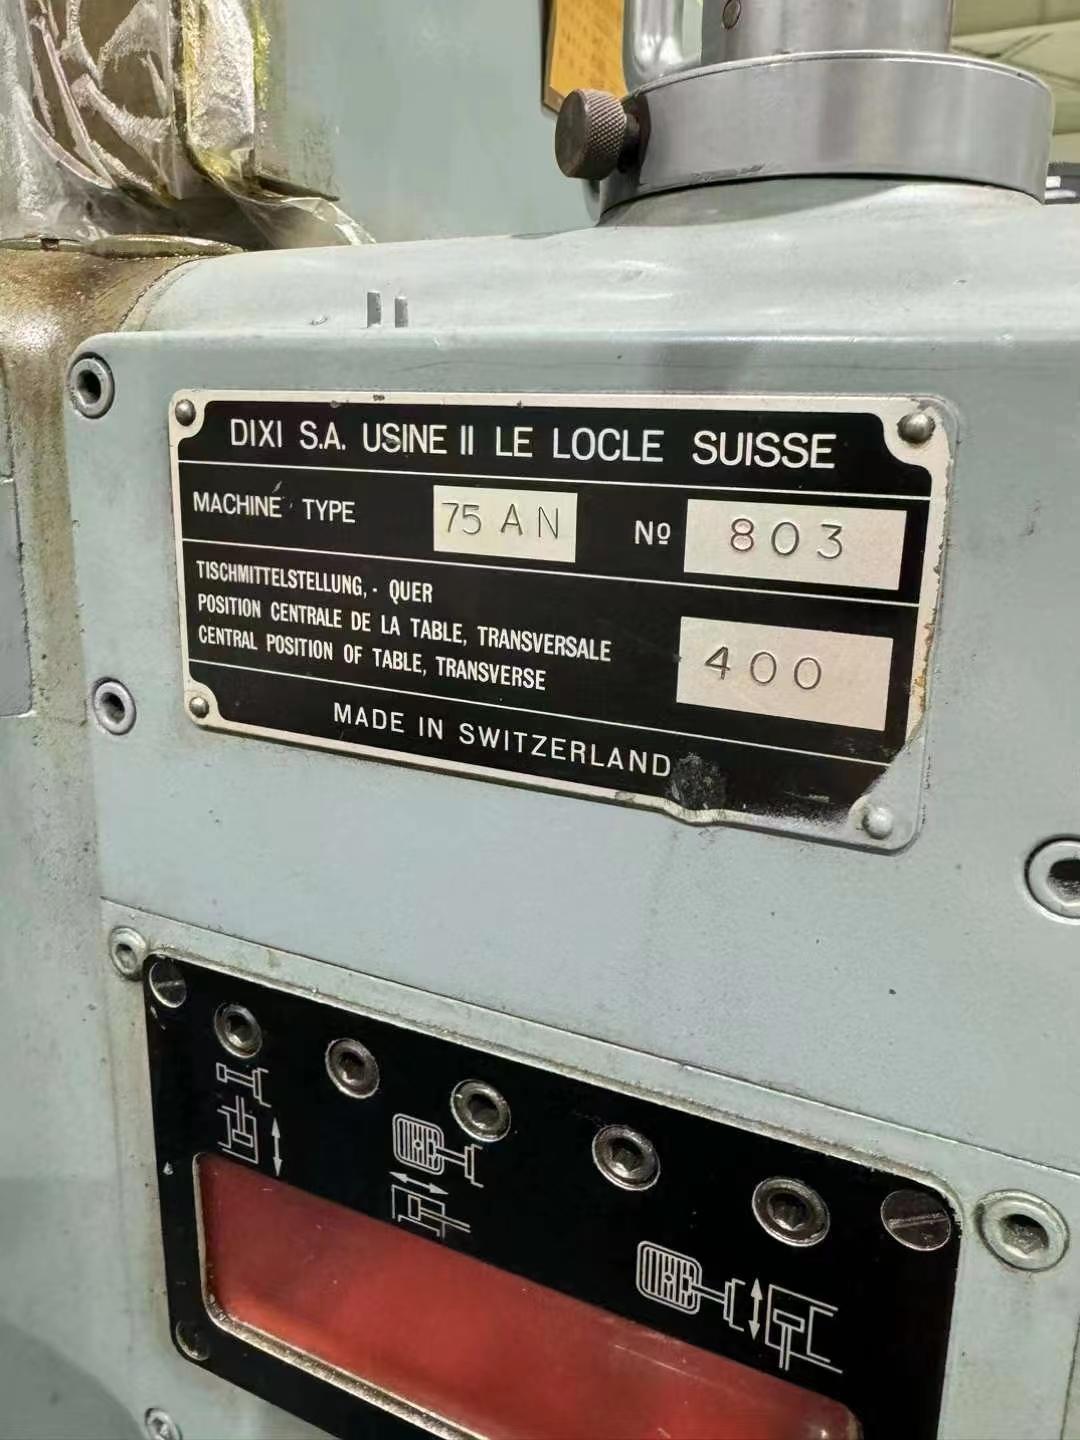 DIXI S.A. USINE II LE LOCLE SUISSE
MACHINE TYPE 75 AN Nº 803
TISCHMITTELSTELLUNG, - QUER
POSITION CENTRALE DE LA TABLE, TRANSVERSALE
CENTRAL POSITION OF TABLE, TRANSVERSE
400
MADE IN SWITZERLAND